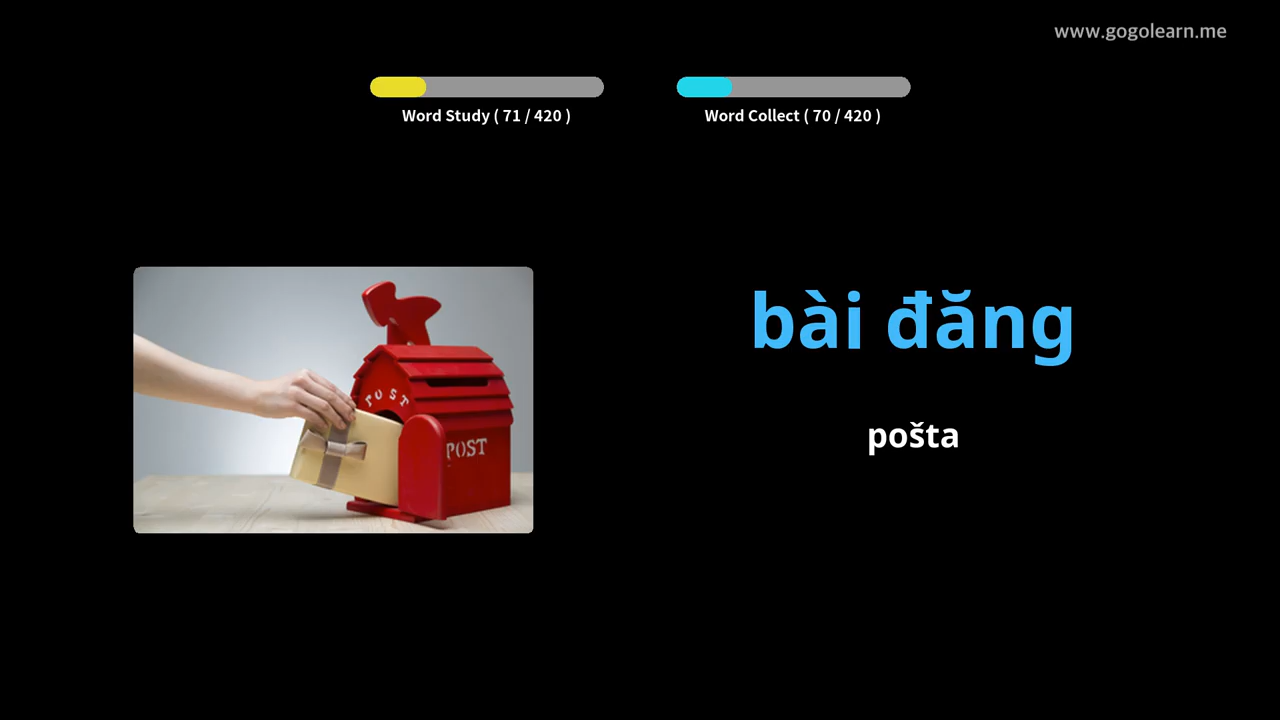 www.gogolearn.me
Word Study ( 71 / 420 )
Word Collect ( 70 / 420 )
bài đăng
pošta
POST
POST